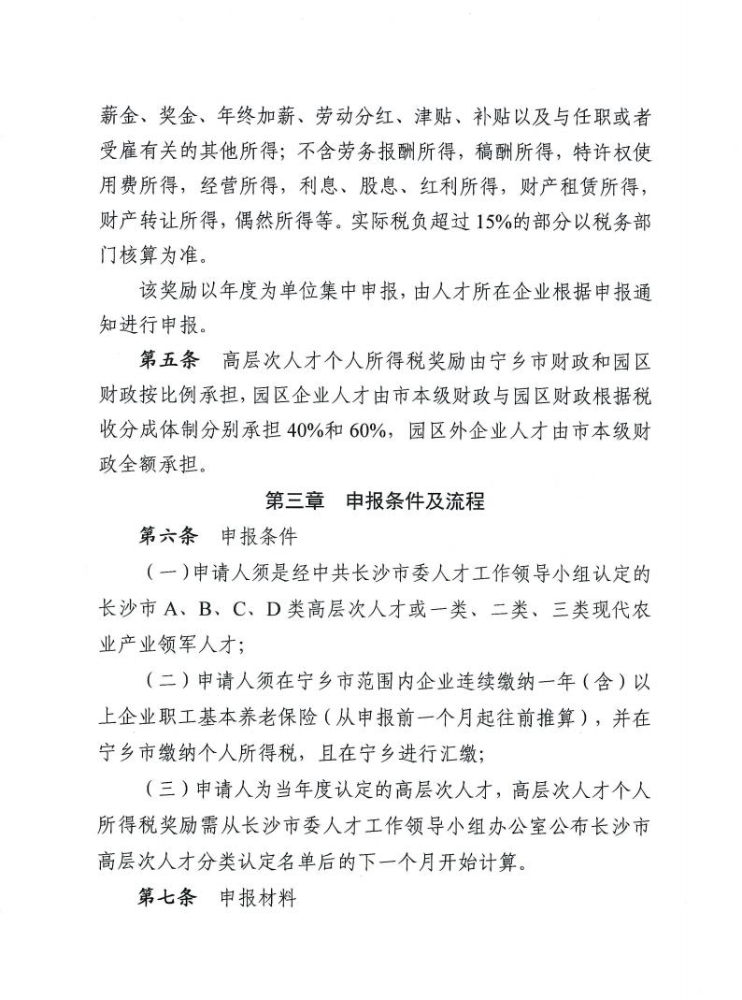 薪金、奖金、年终加薪、劳动分红、津贴、补贴以及与任职或者
受雇有关的其他所得；不含劳务报酬所得，稿酬所得，特许权使
用费所得，经营所得，利息、股息、红利所得，财产租赁所得，
财产转让所得，偶然所得等。实际税负超过 15%的部分以税务部
门核算为准。
该奖励以年度为单位集中申报，由人才所在企业根据申报通
知进行申报。
第五条　高层次人才个人所得税奖励由宁乡市财政和园区
财政按比例承担，园区企业人才由市本级财政与园区财政根据税
收分成体制分别承担 40%和 60%，园区外企业人才由市本级财
政全额承担。
第三章　申报条件及流程
第六条　申报条件
（一）申请人须是经中共长沙市委人才工作领导小组认定的
长沙市 A、B、C、D 类高层次人才或一类、二类、三类现代农
业产业领军人才；
（二）申请人须在宁乡市范围内企业连续缴纳一年（含）以
上企业职工基本养老保险（从申报前一个月起往前推算），并在
宁乡市缴纳个人所得税，且在宁乡进行汇缴；
（三）申请人为当年度认定的高层次人才，高层次人才个人
所得税奖励需从长沙市委人才工作领导小组办公室公布长沙市
高层次人才分类认定名单后的下一个月开始计算。
第七条　申报材料